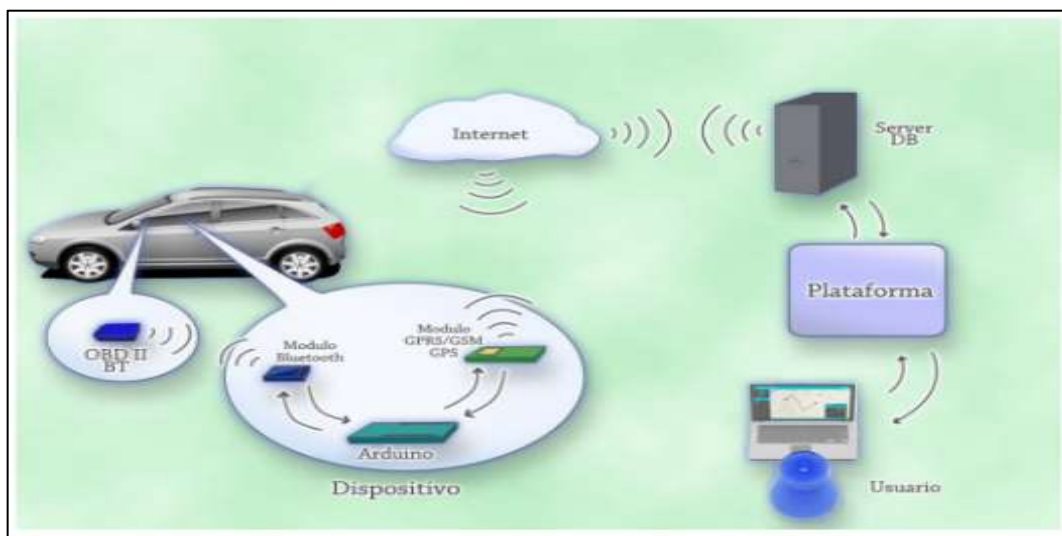 Internet
Server
DB
Plataforma
OBD II
BT
Modulo
Bluetooth
Modulo
GPRS/GSM
GPS
Arduino
Dispositivo
Usuario